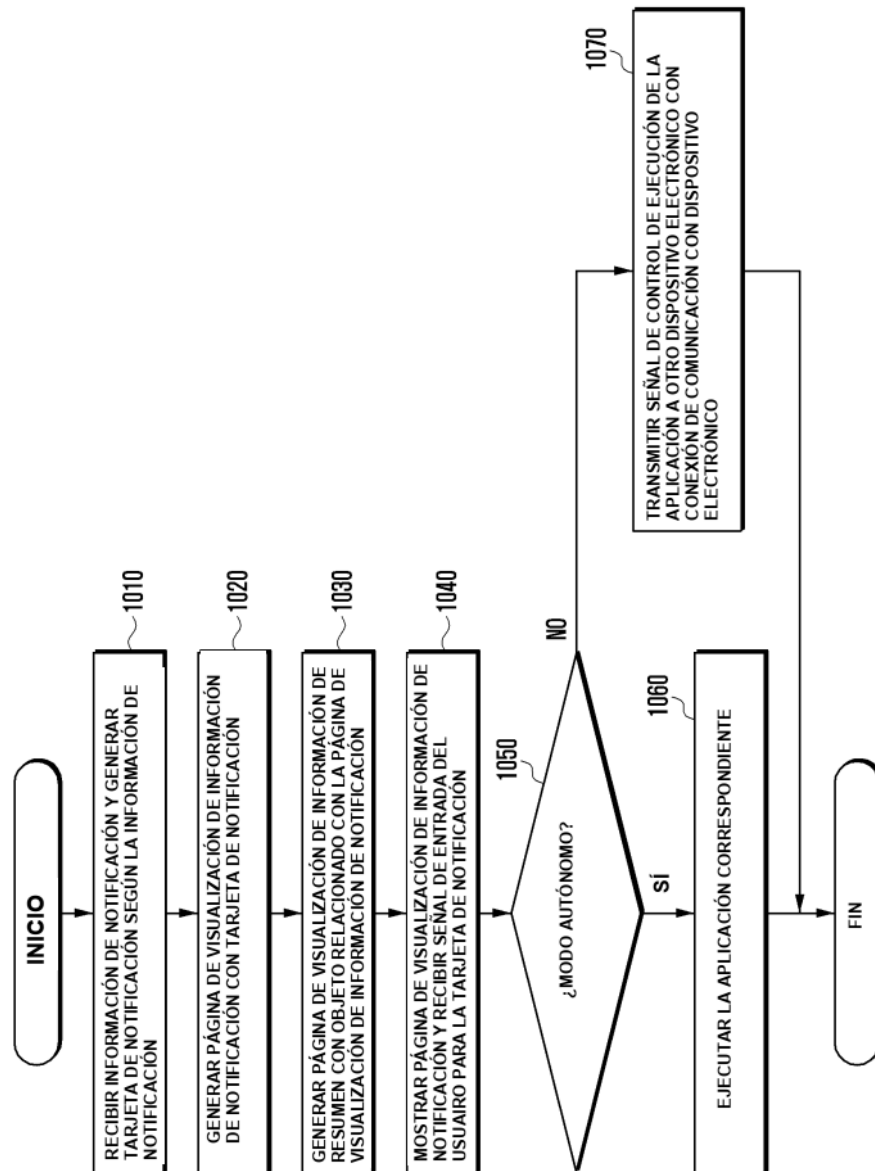 INICIO
1010
RECIBIR INFORMACIÓN DE NOTIFICACIÓN Y GENERAR
TARJETA DE NOTIFICACIÓN SEGÚN LA INFORMACIÓN DE
NOTIFICACIÓN
1020
GENERAR PÁGINA DE VISUALIZACIÓN DE INFORMACIÓN
DE NOTIFICACIÓN CON TARJETA DE NOTIFICACIÓN
1030
GENERAR PÁGINA DE VISUALIZACIÓN DE INFORMACIÓN DE
RESUMEN CON OBJETO RELACIONADO CON LA PÁGINA DE
VISUALIZACIÓN DE INFORMACIÓN DE NOTIFICACIÓN
1040
MOSTRAR PÁGINA DE VISUALIZACIÓN DE INFORMACIÓN DE
NOTIFICACIÓN Y RECIBIR SEÑAL DE ENTRADA DEL
USUAIRO PARA LA TARJETA DE NOTIFICACIÓN
1050
¿MODO AUTÓNOMO?
NO
SÍ
1060
EJECUTAR LA APLICACIÓN CORRESPONDIENTE
1070
TRANSMITIR SEÑAL DE CONTROL DE EJECUCIÓN DE LA
APLICACIÓN A OTRO DISPOSITIVO ELECTRÓNICO CON
CONEXIÓN DE COMUNICACIÓN CON DISPOSITIVO
ELECTRÓNICO
FIN